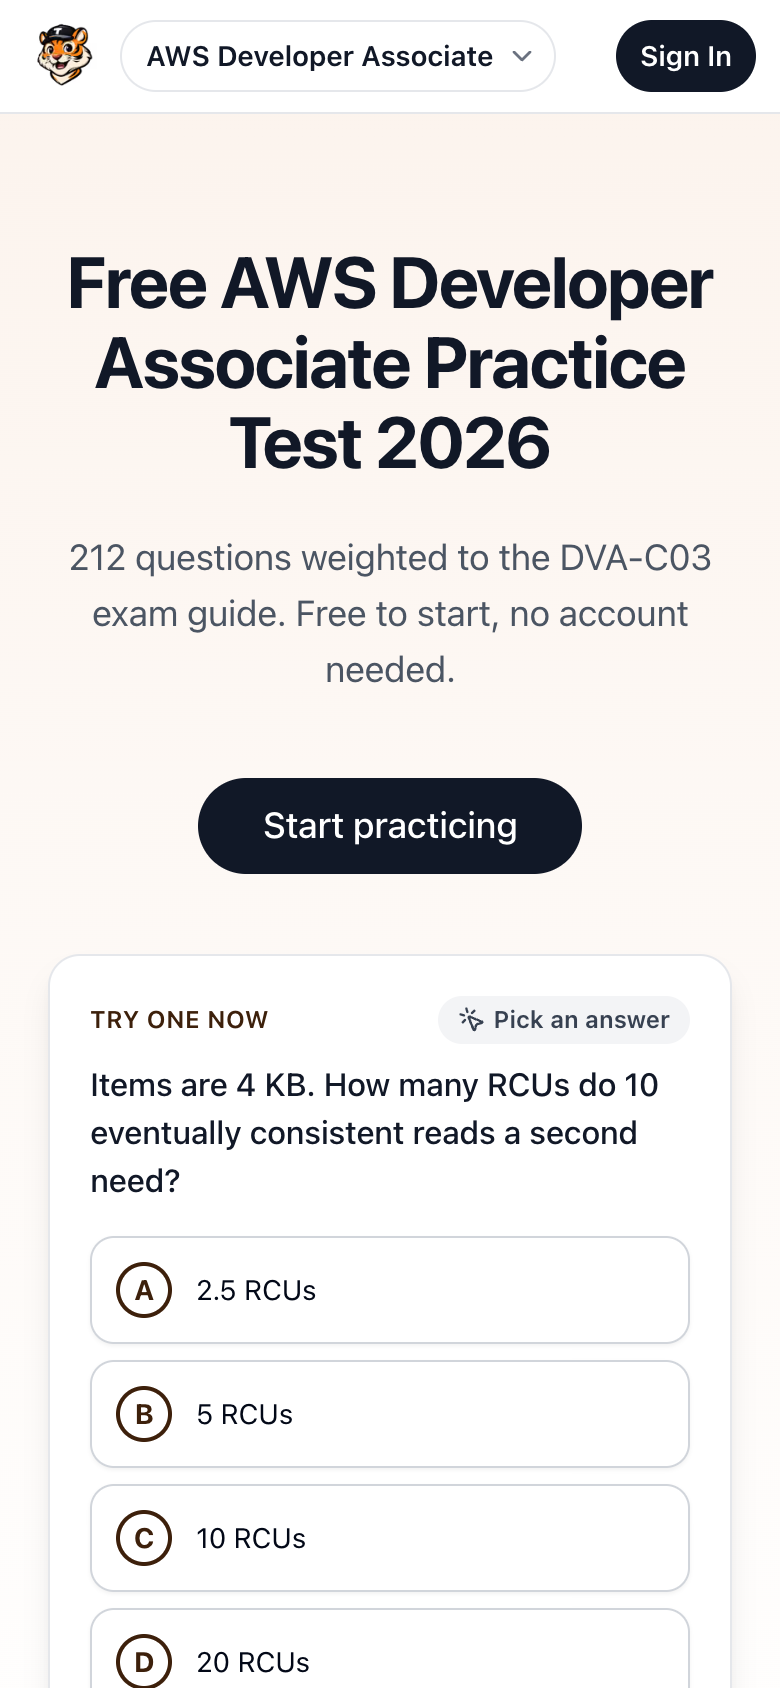 AWS Developer Associate
Sign In
Free AWS Developer
Associate Practice
Test 2026
212 questions weighted to the DVA-C03
exam guide. Free to start, no account
needed.
Start practicing
TRY ONE NOW
Pick an answer
Items are 4 KB. How many RCUs do 10
eventually consistent reads a second
need?
A 2.5 RCUs
B 5 RCUs
C 10 RCUs
D 20 RCUs